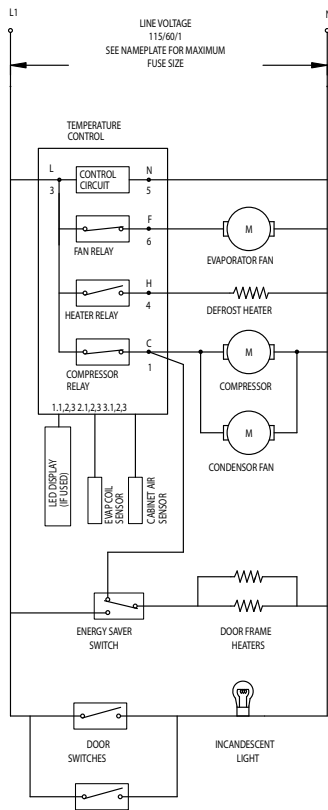 L1
LINE VOLTAGE
115/60/1
SEE NAMEPLATE FOR MAXIMUM
FUSE SIZE
TEMPERATURE
CONTROL
L
3
CONTROL
CIRCUIT
N
5
FAN RELAY
F
6
M
EVAPORATOR FAN
HEATER RELAY
H
4
DEFROST HEATER
COMPRESSOR
RELAY
C
1
M
COMPRESSOR
M
CONDENSOR FAN
1.1,2,3 2.1,2,3 3.1,2,3
LED DISPLAY
(IF USED)
EVAP COIL
SENSOR
CABINET AIR
SENSOR
ENERGY SAVER
SWITCH
DOOR FRAME
HEATERS
DOOR
SWITCHES
INCANDESCENT
LIGHT